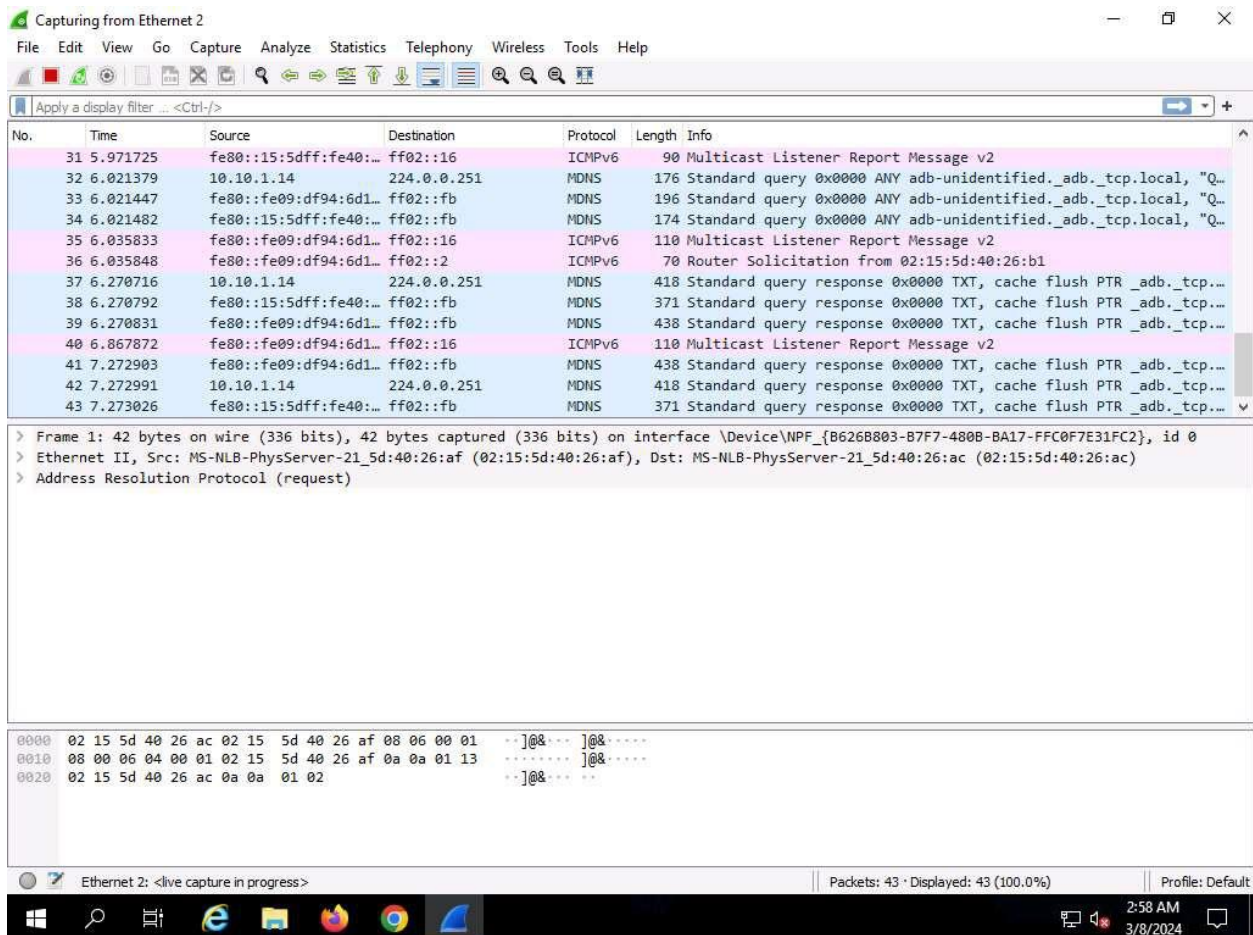 Capturing from Ethernet 2
File Edit View Go Capture Analyze Statistics Telephony Wireless Tools Help
Apply a display filter ... <Ctrl-/>
No. Time Source Destination Protocol Length Info
31 5.971725 fe80::15:5dff:fe40:… ff02::16 ICMPv6 90 Multicast Listener Report Message v2
32 6.021379 10.10.1.14 224.0.0.251 MDNS 176 Standard query 0x0000 ANY adb-unidentified._adb._tcp.local, "Q…
33 6.021447 fe80::fe09:df94:6d1… ff02::fb MDNS 196 Standard query 0x0000 ANY adb-unidentified._adb._tcp.local, "Q…
34 6.021482 fe80::15:5dff:fe40:… ff02::fb MDNS 174 Standard query 0x0000 ANY adb-unidentified._adb._tcp.local, "Q…
35 6.035833 fe80::fe09:df94:6d1… ff02::16 ICMPv6 110 Multicast Listener Report Message v2
36 6.035848 fe80::fe09:df94:6d1… ff02::2 ICMPv6 70 Router Solicitation from 02:15:5d:40:26:b1
37 6.270716 10.10.1.14 224.0.0.251 MDNS 418 Standard query response 0x0000 TXT, cache flush PTR _adb._tcp.…
38 6.270792 fe80::15:5dff:fe40:… ff02::fb MDNS 371 Standard query response 0x0000 TXT, cache flush PTR _adb._tcp.…
39 6.270831 fe80::fe09:df94:6d1… ff02::fb MDNS 438 Standard query response 0x0000 TXT, cache flush PTR _adb._tcp.…
40 6.867872 fe80::fe09:df94:6d1… ff02::16 ICMPv6 110 Multicast Listener Report Message v2
41 7.272903 fe80::fe09:df94:6d1… ff02::fb MDNS 438 Standard query response 0x0000 TXT, cache flush PTR _adb._tcp.…
42 7.272991 10.10.1.14 224.0.0.251 MDNS 418 Standard query response 0x0000 TXT, cache flush PTR _adb._tcp.…
43 7.273026 fe80::15:5dff:fe40:… ff02::fb MDNS 371 Standard query response 0x0000 TXT, cache flush PTR _adb._tcp.…
> Frame 1: 42 bytes on wire (336 bits), 42 bytes captured (336 bits) on interface \Device\NPF_{B626B803-B7F7-480B-BA17-FFC0F7E31FC2}, id 0
> Ethernet II, Src: MS-NLB-PhysServer-21_5d:40:26:af (02:15:5d:40:26:af), Dst: MS-NLB-PhysServer-21_5d:40:26:ac (02:15:5d:40:26:ac)
> Address Resolution Protocol (request)
0000 02 15 5d 40 26 ac 02 15 5d 40 26 af 08 06 00 01 ··]@&··· ]@&·····
0010 08 00 06 04 00 01 02 15 5d 40 26 af 0a 0a 01 13 ········ ]@&·····
0020 02 15 5d 40 26 ac 0a 0a 01 02 ··]@&··· ··
Ethernet 2: <live capture in progress> Packets: 43 · Displayed: 43 (100.0%) Profile: Default
2:58 AM
3/8/2024